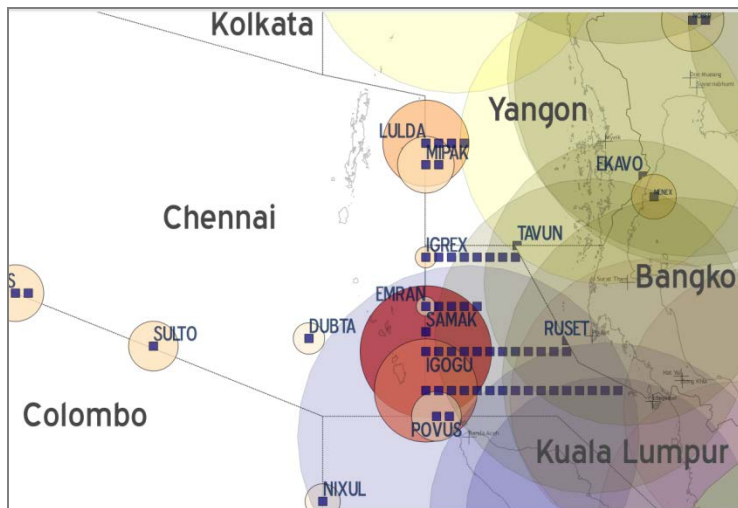 Kolkata
Yangon
LULDA
MIPAK
EKAVO
Chennai
IGREX
TAVUN
Bangko
S
EMRAN
SAMAK
DUBTA
RUSET
SULTO
IGOGU
Colombo
POVUS
Kuala Lumpur
NIXUL